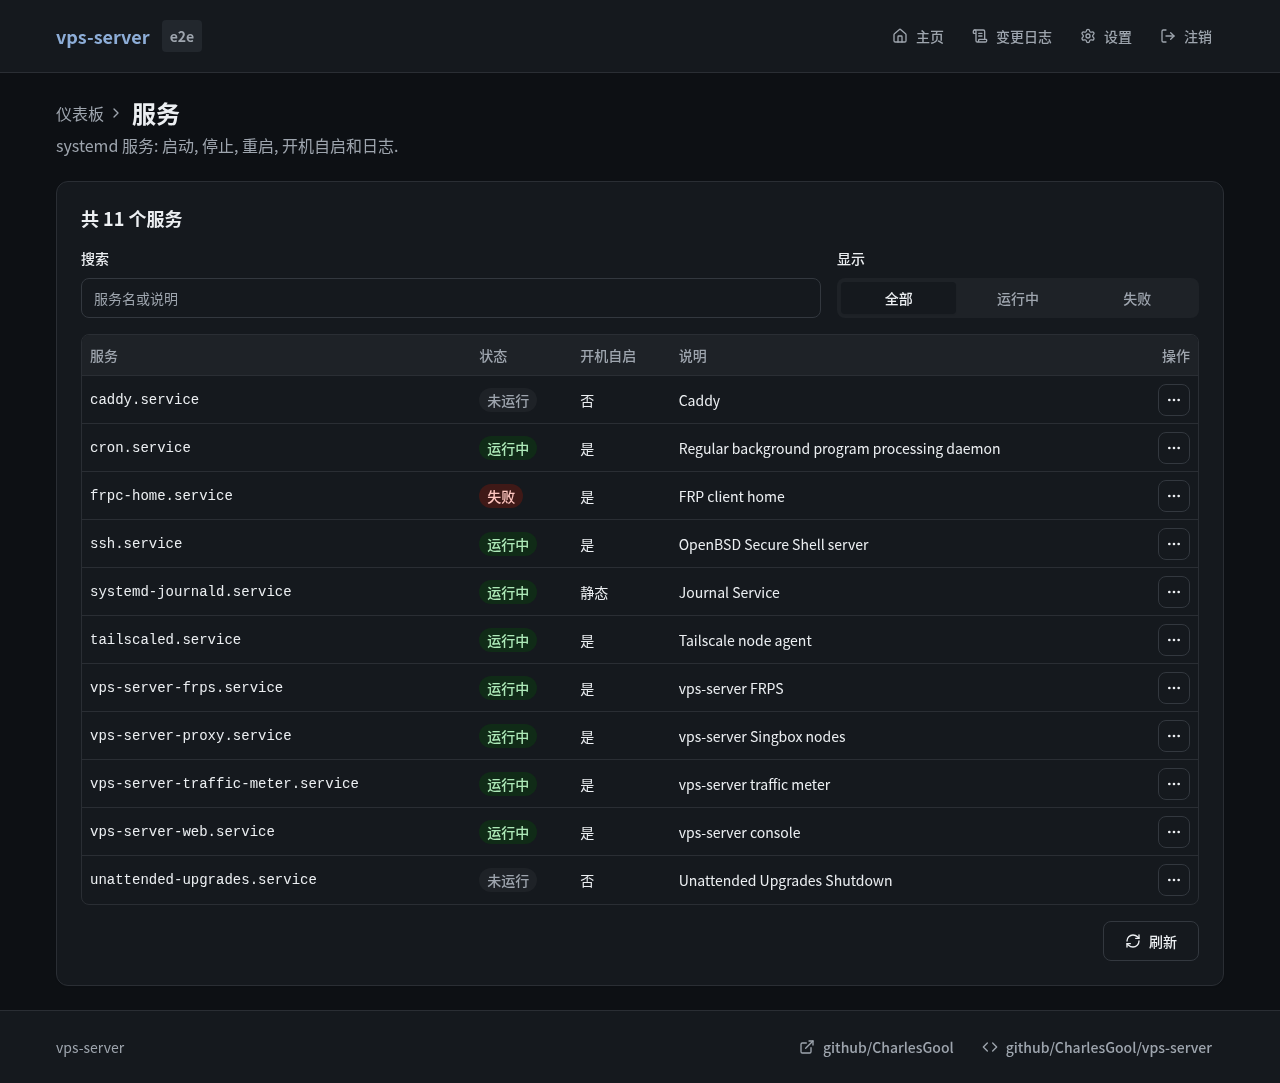 vps-server e2e 主页 变更日志 设置 注销
仪表板 服务
systemd 服务: 启动, 停止, 重启, 开机自启和日志.
共 11 个服务
搜索 显示
服务名或说明 全部 运行中 失败
服务 状态 开机自启 说明 操作
caddy.service 未运行 否 Caddy
cron.service 运行中 是 Regular background program processing daemon
frpc-home.service 失败 是 FRP client home
ssh.service 运行中 是 OpenBSD Secure Shell server
systemd-journald.service 运行中 静态 Journal Service
tailscaled.service 运行中 是 Tailscale node agent
vps-server-frps.service 运行中 是 vps-server FRPS
vps-server-proxy.service 运行中 是 vps-server Singbox nodes
vps-server-traffic-meter.service 运行中 是 vps-server traffic meter
vps-server-web.service 运行中 是 vps-server console
unattended-upgrades.service 未运行 否 Unattended Upgrades Shutdown
刷新
vps-server github/CharlesGool github/CharlesGool/vps-server